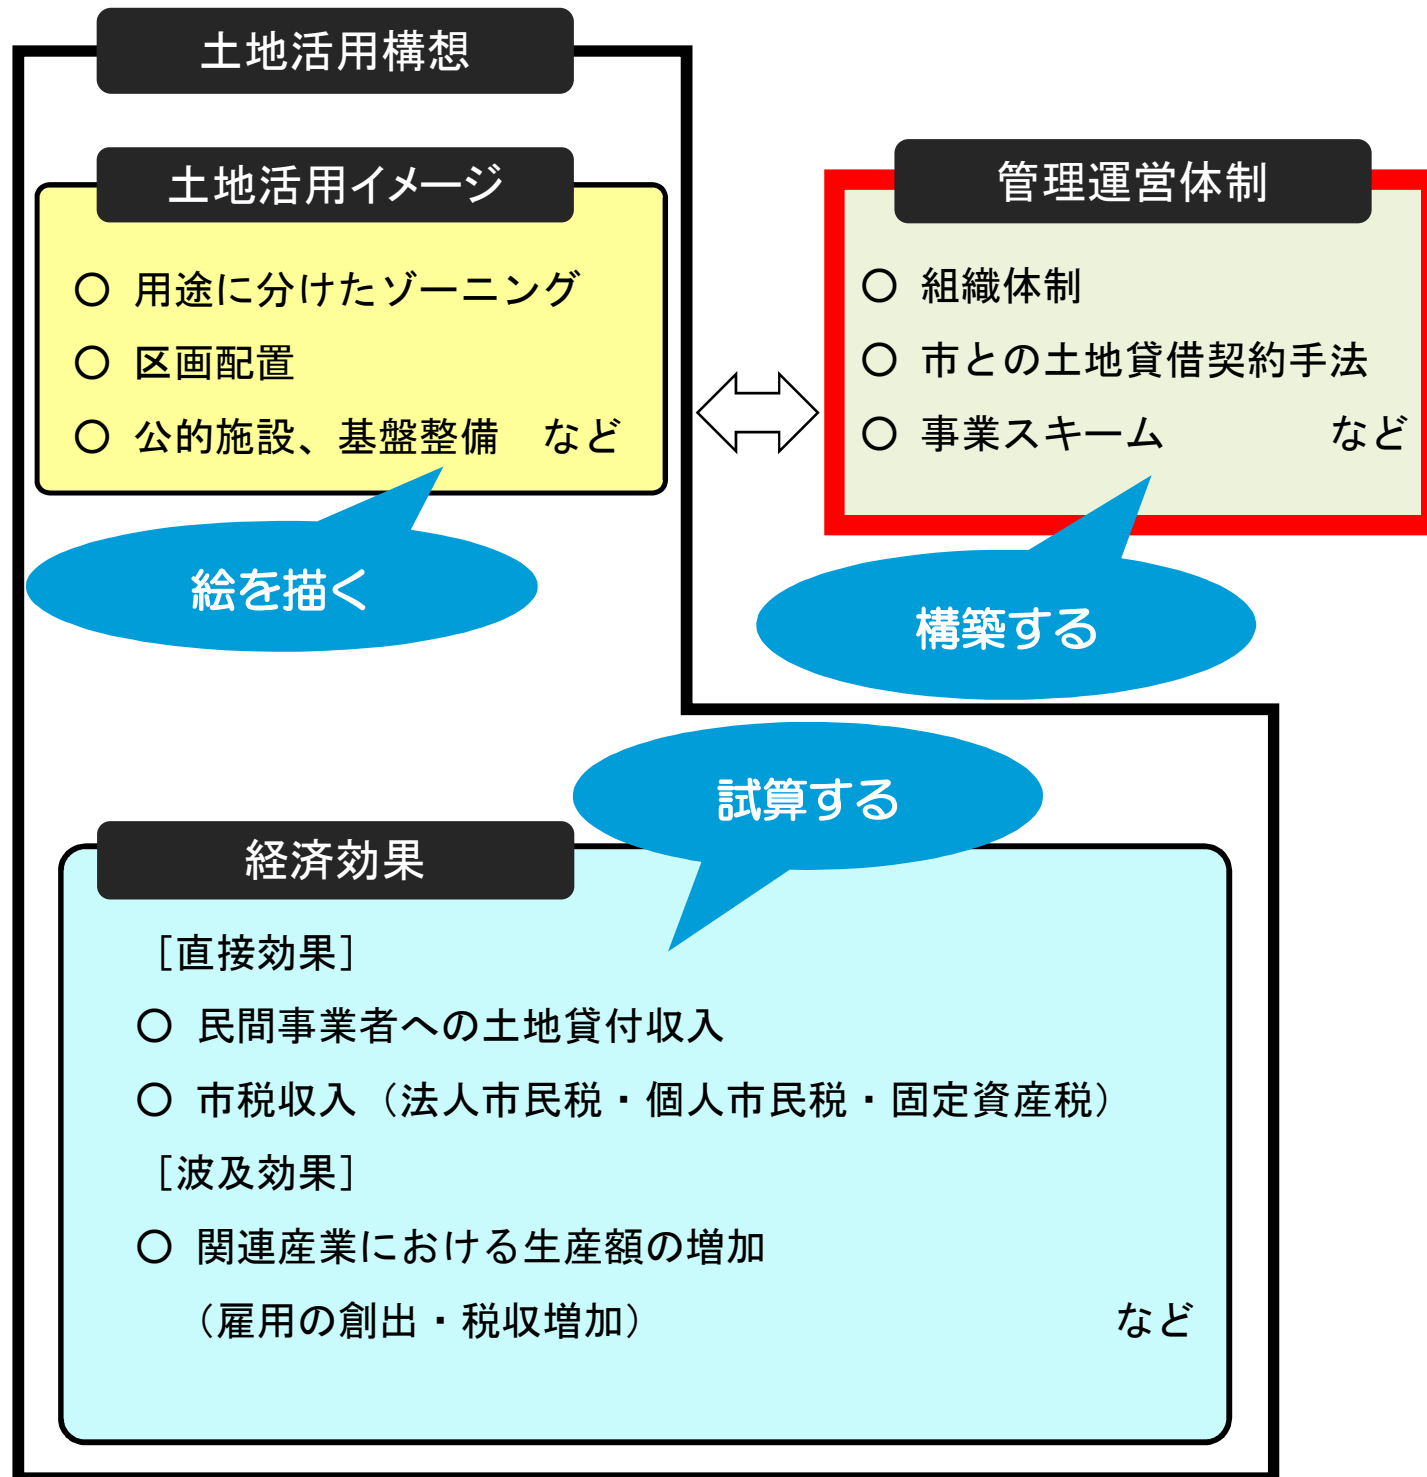 土地活用構想
土地活用イメージ
○ 用途に分けたゾーニング
○ 区画配置
○ 公的施設、基盤整備　など
絵を描く
管理運営体制
○ 組織体制
○ 市との土地貸借契約手法
○ 事業スキーム　　　　など
構築する
試算する
経済効果
［直接効果］
○ 民間事業者への土地貸付収入
○ 市税収入（法人市民税・個人市民税・固定資産税）
［波及効果］
○ 関連産業における生産額の増加
（雇用の創出・税収増加）　　　　など